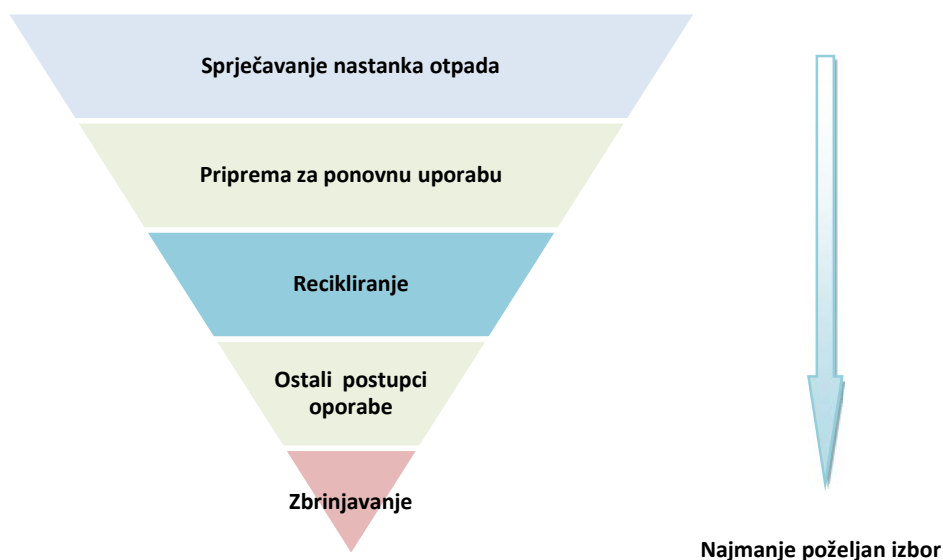 Sprječavanje nastanka otpada
Priprema za ponovnu uporabu
Recikliranje
Ostali postupci
oporabe
Zbrinjavanje
Najmanje poželjan izbor